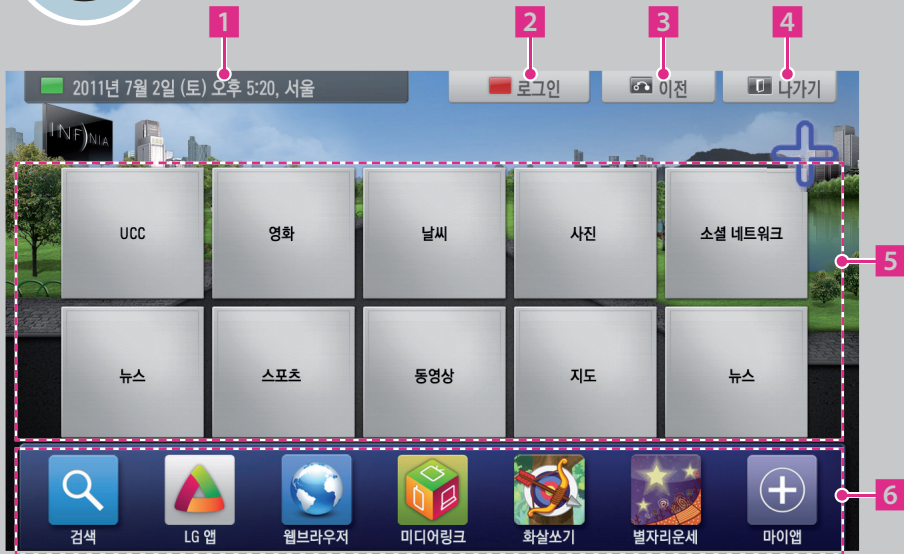 1
2
3
4
2011년 7월 2일 (토) 오후 5:20, 서울
로그인
이전
나가기
INFINIA
UCC
영화
날씨
사진
소셜 네트워크
5
뉴스
스포츠
동영상
지도
뉴스
6
검색
LG 앱
웹브라우저
미디어링크
화살쏘기
별자리운세
마이앱